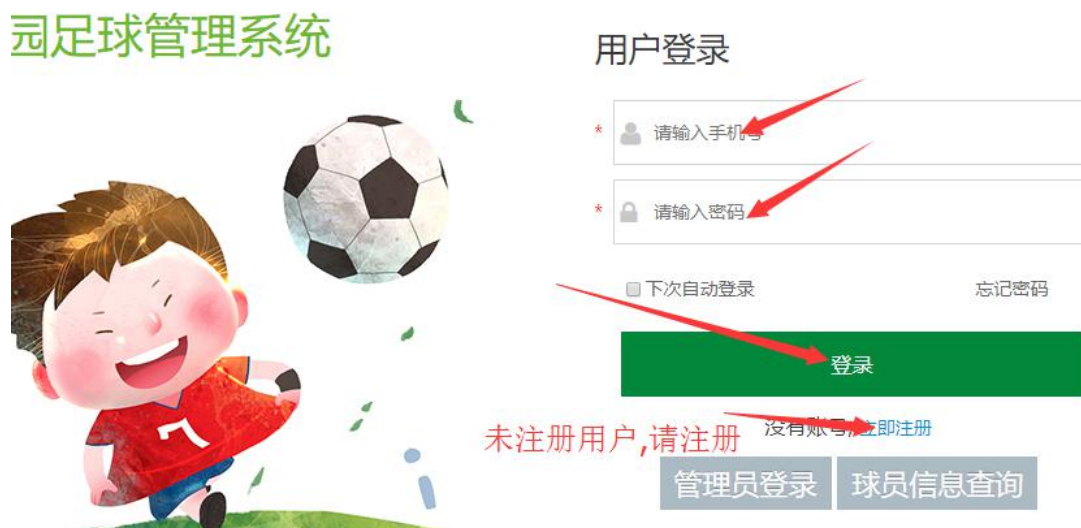 园足球管理系统
用户登录
* 请输入手机号
* 请输入密码
下次自动登录 忘记密码
登录
没有账号,立即注册
未注册用户,请注册
管理员登录 球员信息查询